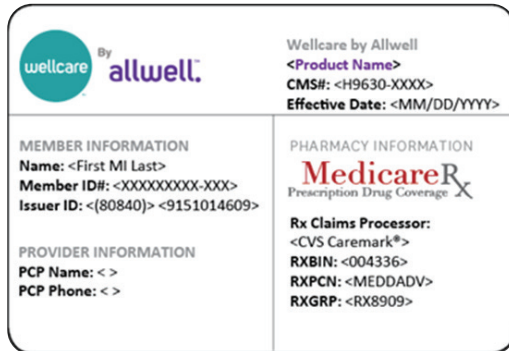 wellcare
By
allwell.
Wellcare by Allwell
<Product Name>
CMS#: <H9630-XXXX>
Effective Date: <MM/DD/YYYY>
MEMBER INFORMATION
Name: <First MI Last>
Member ID#: <XXXXXXXXX-XXX>
Issuer ID: <(80840)> <9151014609>
PROVIDER INFORMATION
PCP Name: < >
PCP Phone: < >
PHARMACY INFORMATION
MedicareRx
Prescription Drug Coverage
Rx Claims Processor:
<CVS Caremark®>
RXBIN: <004336>
RXPCN: <MEDDADV>
RXGRP: <RX8909>